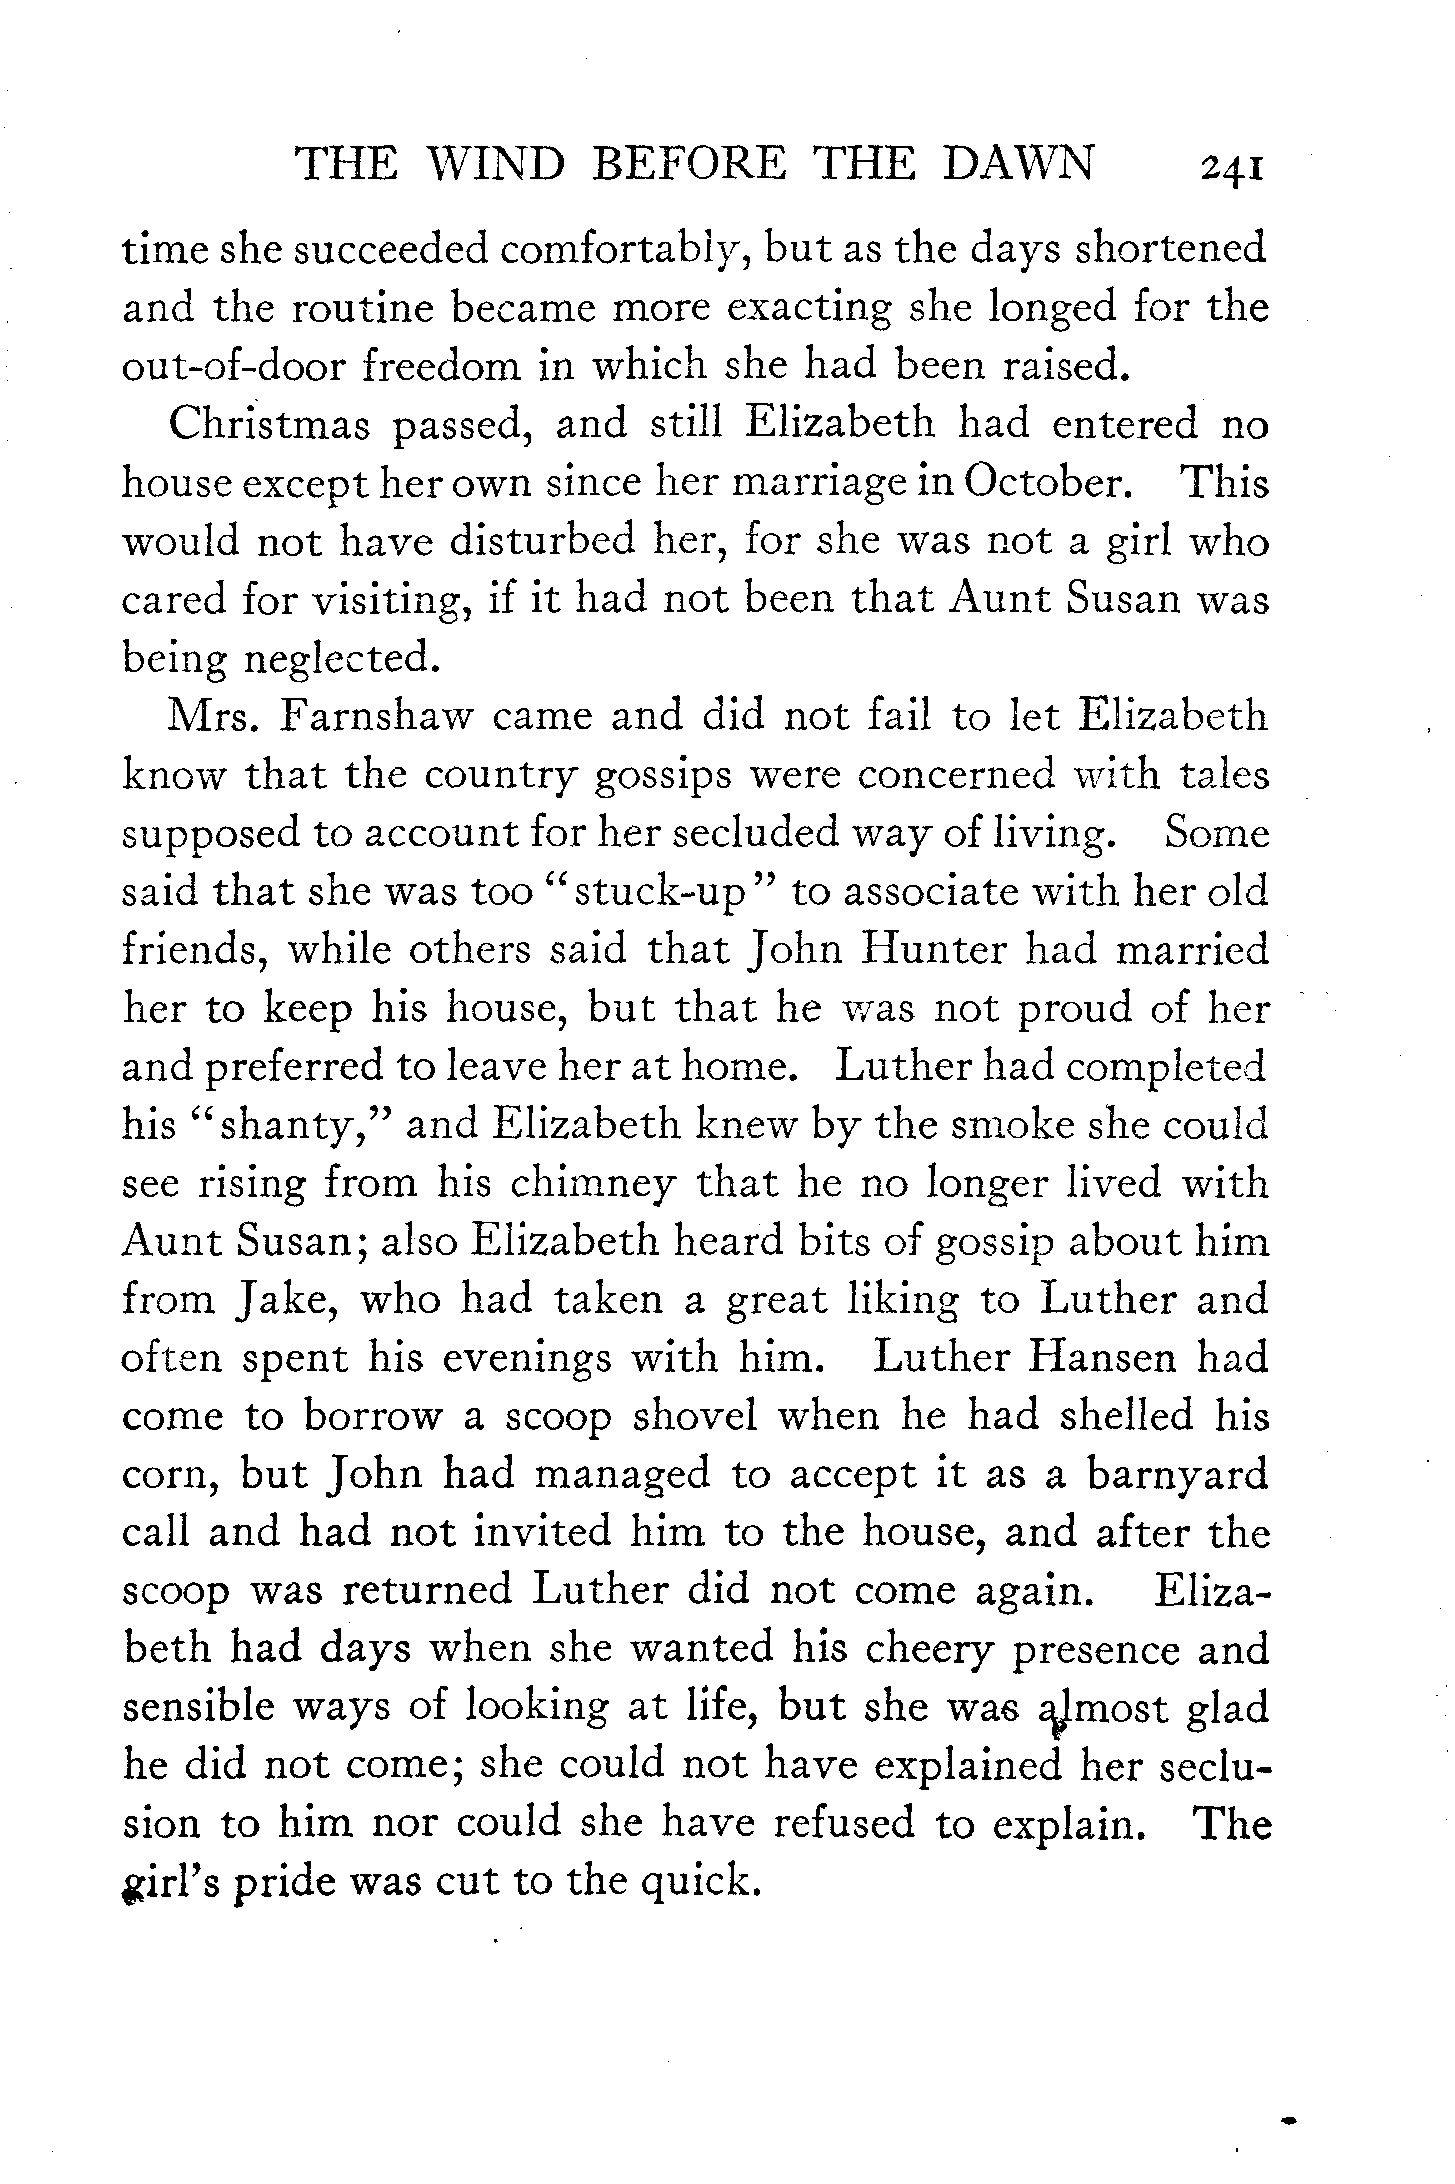 THE WIND BEFORE THE DAWN 241
time she succeeded comfortably, but as the days shortened
and the routine became more exacting she longed for the
out-of-door freedom in which she had been raised.
Christmas passed, and still Elizabeth had entered no
house except her own since her marriage in October. This
would not have disturbed her, for she was not a girl who
cared for visiting, if it had not been that Aunt Susan was
being neglected.
Mrs. Farnshaw came and did not fail to let Elizabeth
know that the country gossips were concerned with tales
supposed to account for her secluded way of living. Some
said that she was too “stuck-up” to associate with her old
friends, while others said that John Hunter had married
her to keep his house, but that he was not proud of her
and preferred to leave her at home. Luther had completed
his “shanty,” and Elizabeth knew by the smoke she could
see rising from his chimney that he no longer lived with
Aunt Susan; also Elizabeth heard bits of gossip about him
from Jake, who had taken a great liking to Luther and
often spent his evenings with him. Luther Hansen had
come to borrow a scoop shovel when he had shelled his
corn, but John had managed to accept it as a barnyard
call and had not invited him to the house, and after the
scoop was returned Luther did not come again. Eliza-
beth had days when she wanted his cheery presence and
sensible ways of looking at life, but she was almost glad
he did not come; she could not have explained her seclu-
sion to him nor could she have refused to explain. The
girl’s pride was cut to the quick.